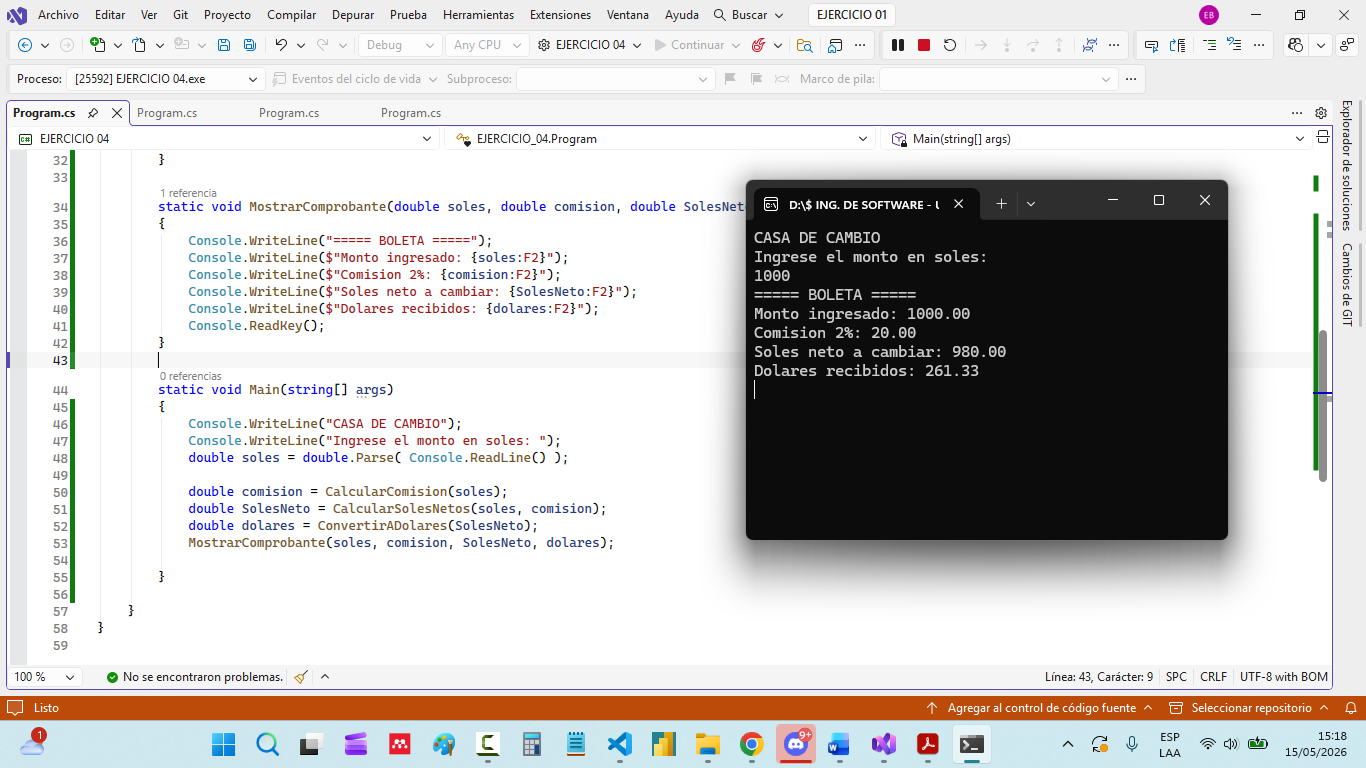 Archivo Editar Ver Git Proyecto Compilar Depurar Prueba Herramientas Extensiones Ventana Ayuda Buscar EJERCICIO 01 EB
Debug Any CPU EJERCICIO 04 Continuar
Proceso: [25592] EJERCICIO 04.exe Eventos del ciclo de vida Subproceso: Marco de pila:
Program.cs Program.cs Program.cs Program.cs
C# EJERCICIO 04 EJERCICIO_04.Program Main(string[] args)
32 }
33
1 referencia
34 static void MostrarComprobante(double soles, double comision, double SolesNeto
35 {
36 Console.WriteLine("===== BOLETA =====");
37 Console.WriteLine($"Monto ingresado: {soles:F2}");
38 Console.WriteLine($"Comision 2%: {comision:F2}");
39 Console.WriteLine($"Soles neto a cambiar: {SolesNeto:F2}");
40 Console.WriteLine($"Dolares recibidos: {dolares:F2}");
41 Console.ReadKey();
42 }
43
0 referencias
44 static void Main(string[] args)
45 {
46 Console.WriteLine("CASA DE CAMBIO");
47 Console.WriteLine("Ingrese el monto en soles: ");
48 double soles = double.Parse( Console.ReadLine() );
49
50 double comision = CalcularComision(soles);
51 double SolesNeto = CalcularSolesNetos(soles, comision);
52 double dolares = ConvertirADolares(SolesNeto);
53 MostrarComprobante(soles, comision, SolesNeto, dolares);
54
55 }
56
57 }
58 }
59
D:\$ ING. DE SOFTWARE - U
CASA DE CAMBIO
Ingrese el monto en soles:
1000
===== BOLETA =====
Monto ingresado: 1000.00
Comision 2%: 20.00
Soles neto a cambiar: 980.00
Dolares recibidos: 261.33
Explorador de soluciones
Cambios de GIT
100 % No se encontraron problemas. Línea: 43, Carácter: 9 SPC CRLF UTF-8 with BOM
Listo Agregar al control de código fuente Seleccionar repositorio
1 9+ ESP LAA 15:18 15/05/2026